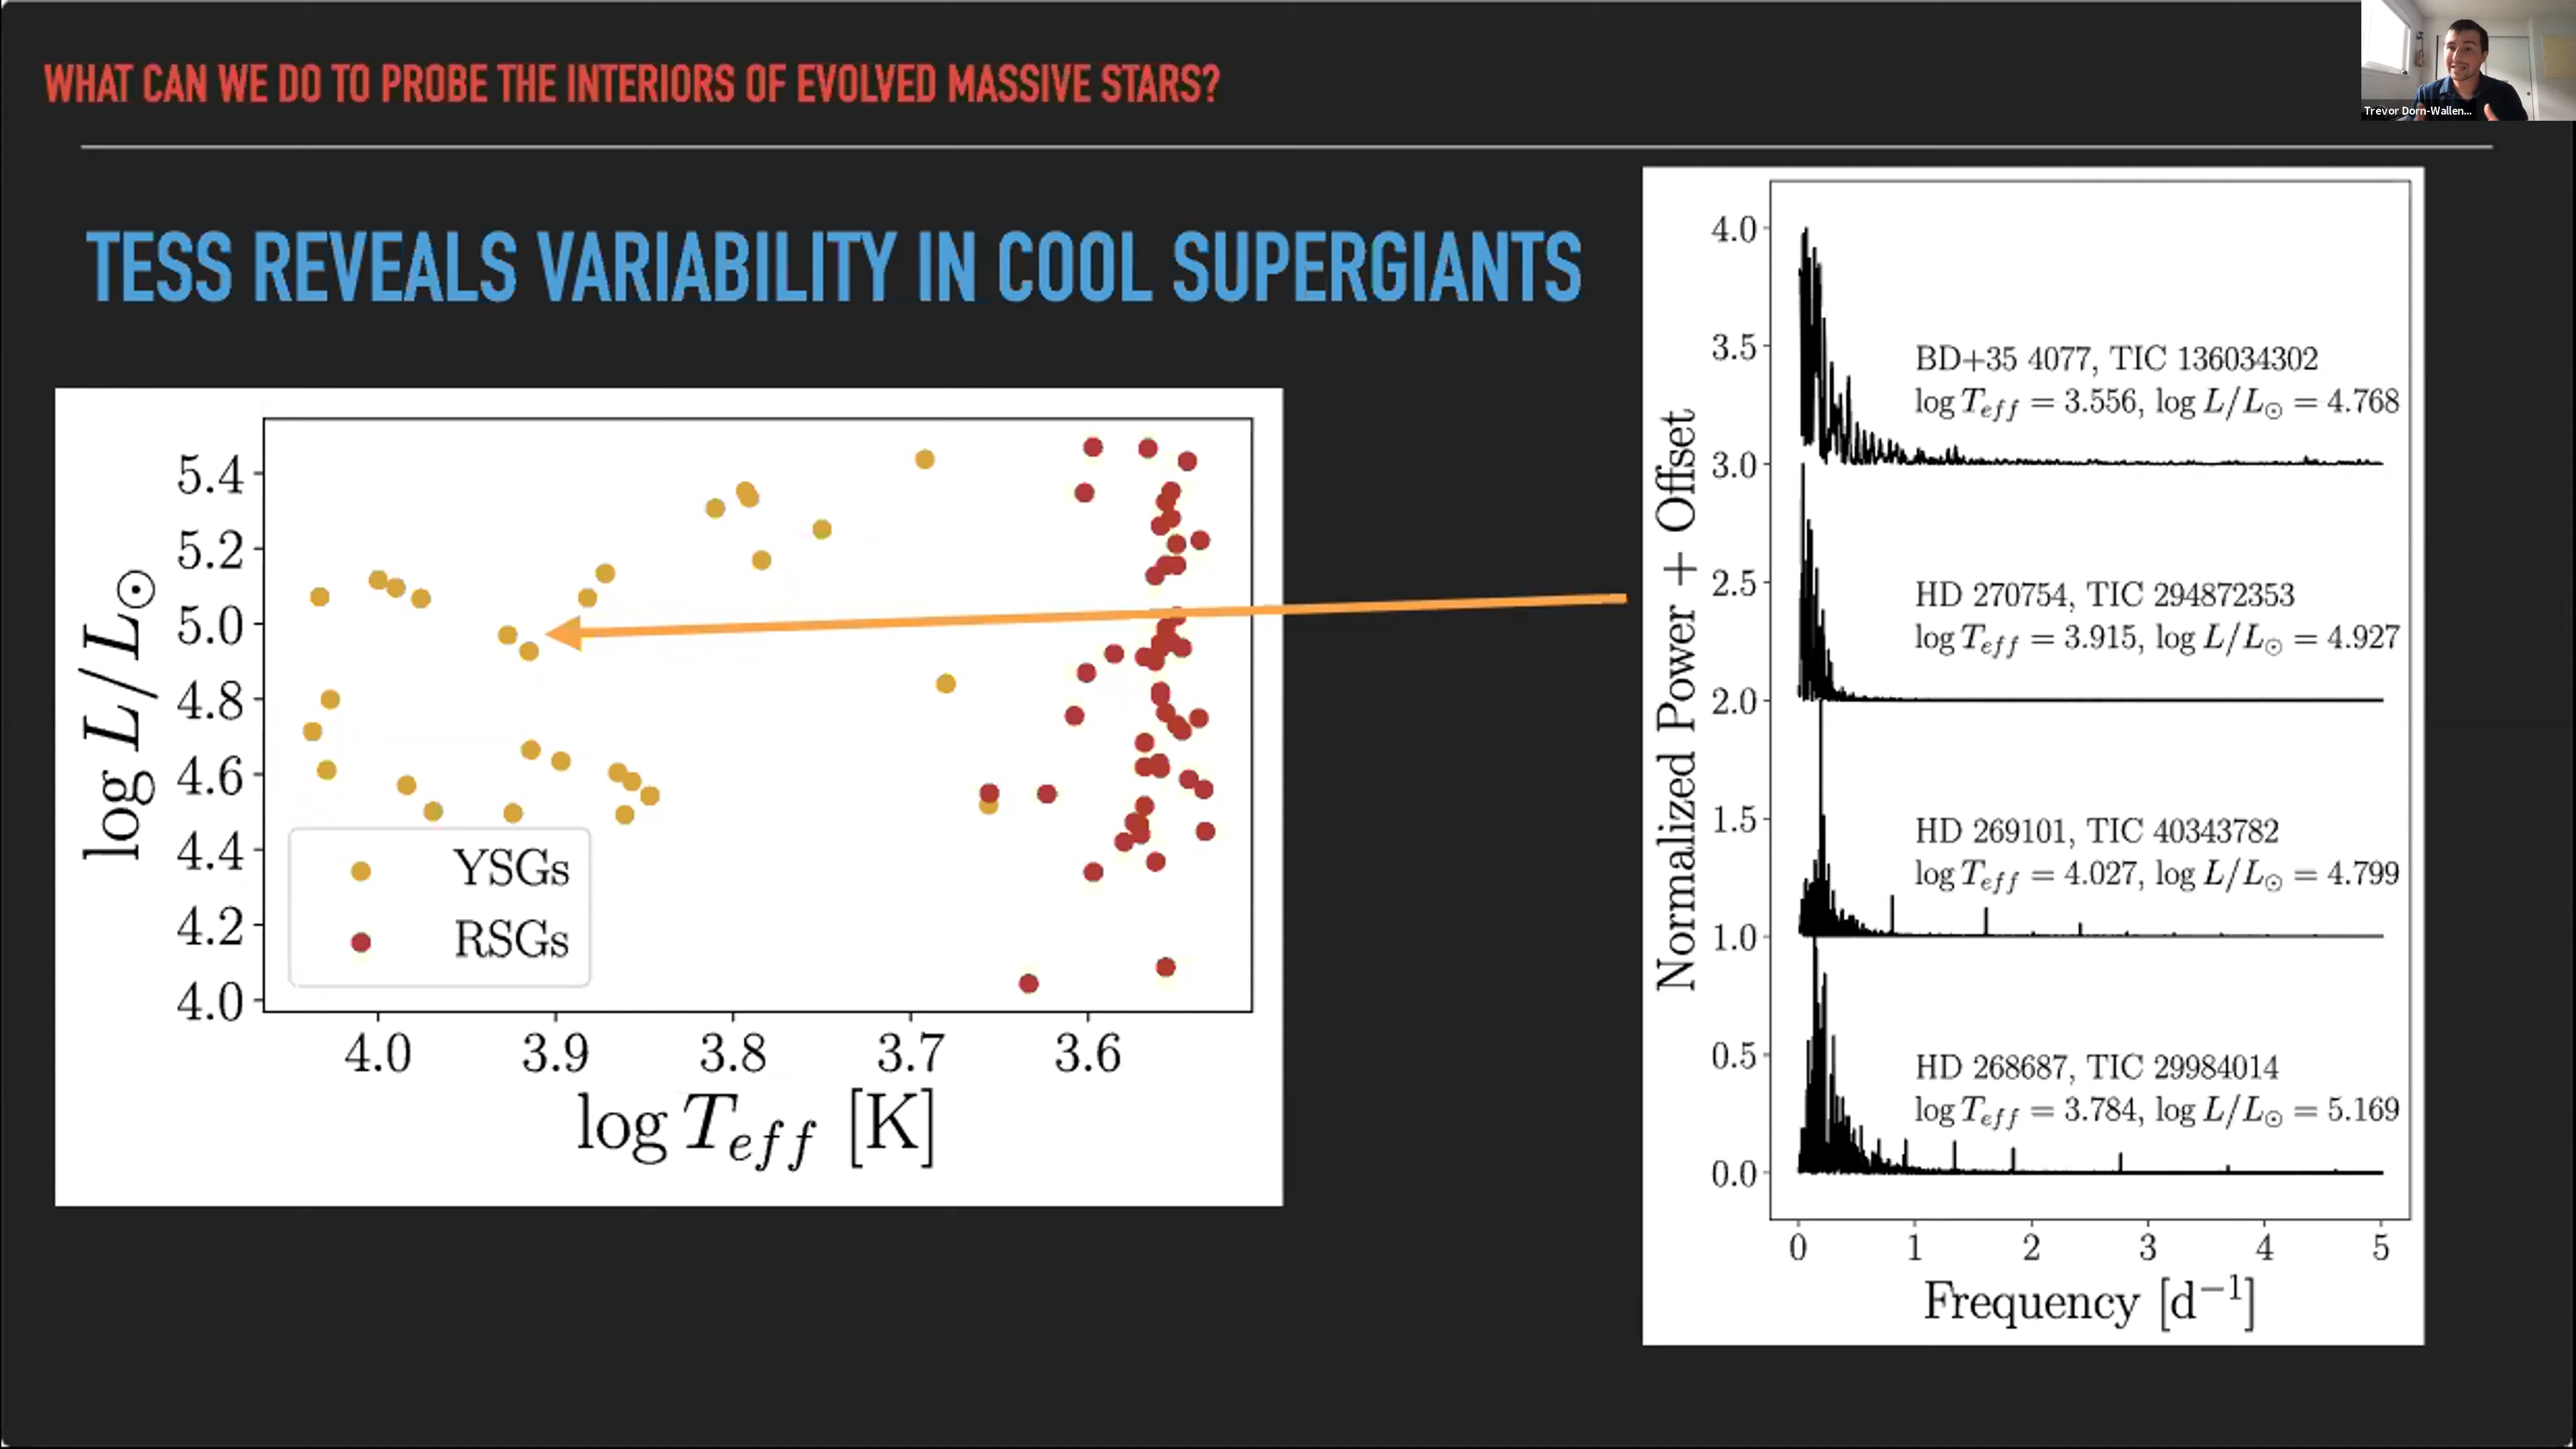 WHAT CAN WE DO TO PROBE THE INTERIORS OF EVOLVED MASSIVE STARS?
Trevor Dorn-Wallen...
TESS REVEALS VARIABILITY IN COOL SUPERGIANTS
log L/L⊙
5.4
5.2
5.0
4.8
4.6
4.4
4.2
4.0
YSGs
RSGs
4.0 3.9 3.8 3.7 3.6
log T_eff [K]
Normalized Power + Offset
4.0
3.5
3.0
2.5
2.0
1.5
1.0
0.5
0.0
BD+35 4077, TIC 136034302
log T_eff = 3.556, log L/L⊙ = 4.768
HD 270754, TIC 294872353
log T_eff = 3.915, log L/L⊙ = 4.927
HD 269101, TIC 40343782
log T_eff = 4.027, log L/L⊙ = 4.799
HD 268687, TIC 29984014
log T_eff = 3.784, log L/L⊙ = 5.169
0 1 2 3 4 5
Frequency [d⁻¹]